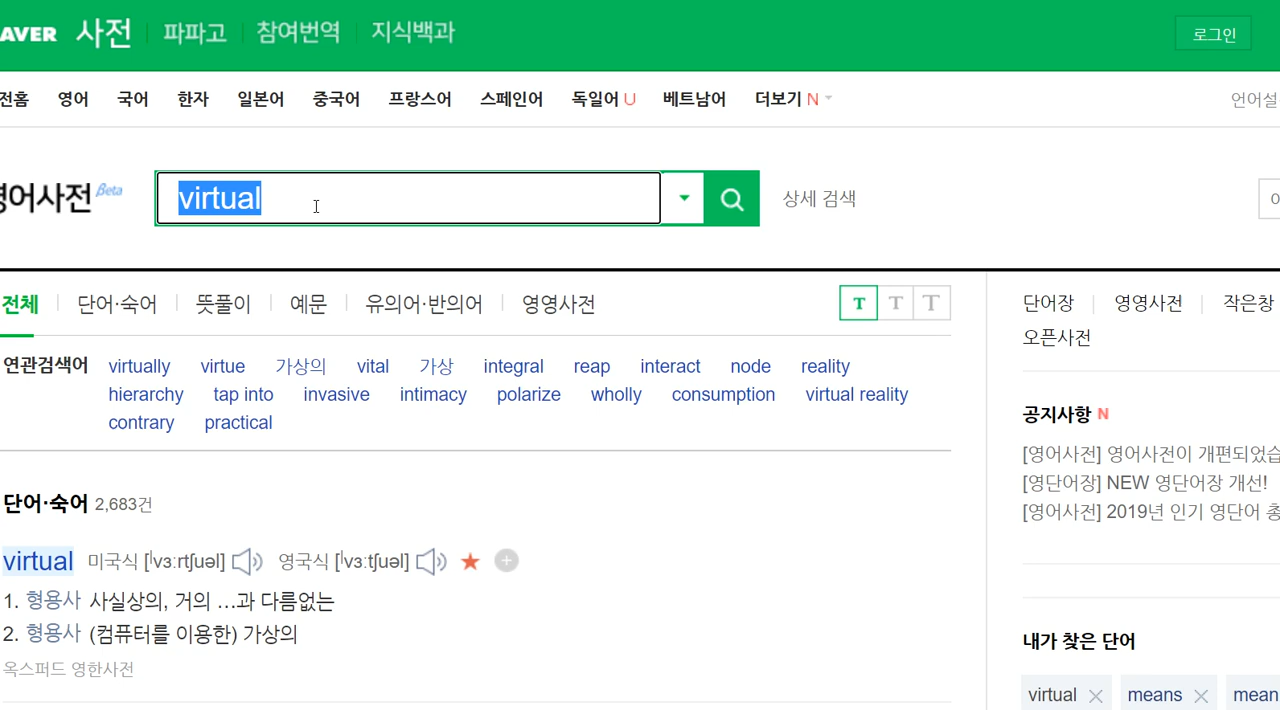 AVER 사전 파파고 참여번역 지식백과 로그인
전홈 영어 국어 한자 일본어 중국어 프랑스어 스페인어 독일어 U 베트남어 더보기 N 언어설
영어사전 Beta virtual 상세 검색
전체 단어·숙어 뜻풀이 예문 유의어·반의어 영영사전 T T T
연관검색어 virtually virtue 가상의 vital 가상 integral reap interact node reality
hierarchy tap into invasive intimacy polarize wholly consumption virtual reality
contrary practical
단어·숙어 2,683건
virtual 미국식 [|vɜːrtʃuəl] 영국식 [|vɜːtʃuəl]
1. 형용사 사실상의, 거의 …과 다름없는
2. 형용사 (컴퓨터를 이용한) 가상의
옥스퍼드 영한사전
단어장 영영사전 작은창
오픈사전
공지사항 N
[영어사전] 영어사전이 개편되었습
[영단어장] NEW 영단어장 개선!
[영어사전] 2019년 인기 영단어 총
내가 찾은 단어
virtual means mean